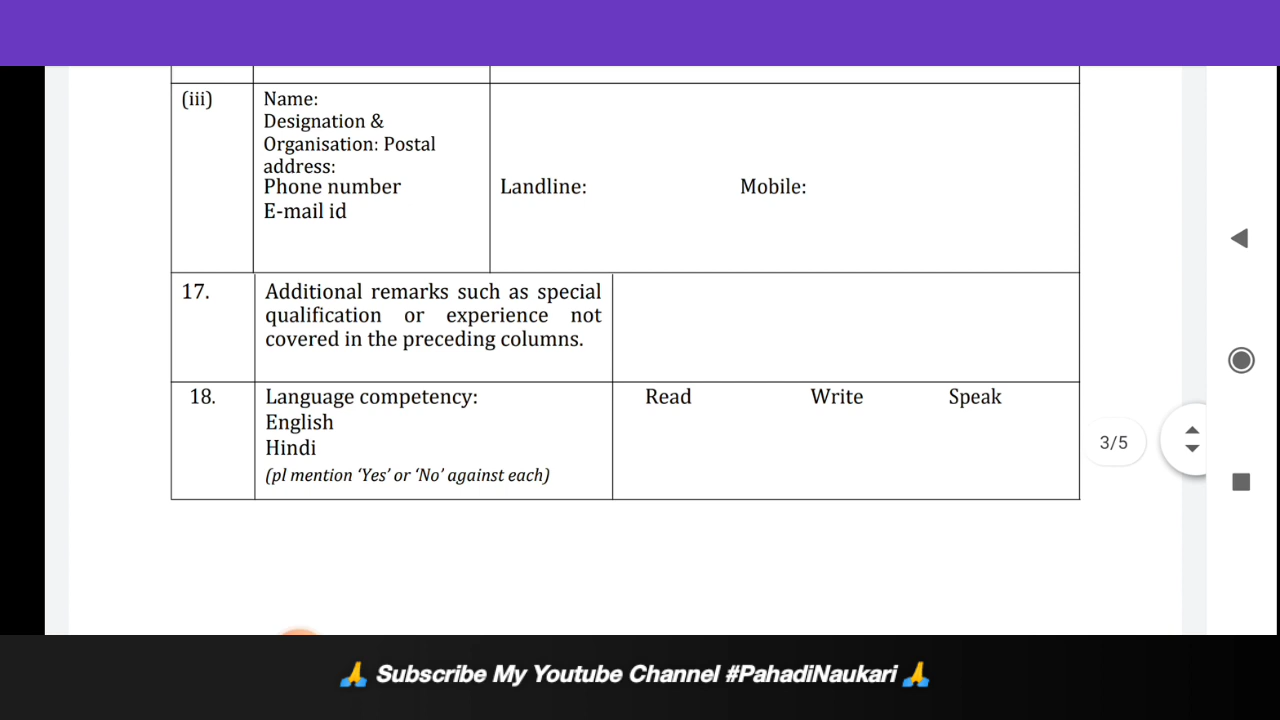 (iii) Name:
Designation &
Organisation: Postal
address:
Phone number Landline: Mobile:
E-mail id
17. Additional remarks such as special
qualification or experience not
covered in the preceding columns.
18. Language competency: Read Write Speak
English
Hindi
(pl mention ‘Yes’ or ‘No’ against each)
3/5
🙏 Subscribe My Youtube Channel #PahadiNaukari 🙏